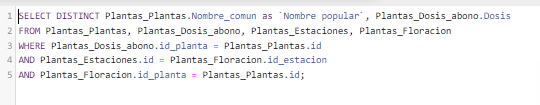 1 SELECT DISTINCT Plantas_Plantas.Nombre_comun as `Nombre popular`, Plantas_Dosis_abono.Dosis
2 FROM Plantas_Plantas, Plantas_Dosis_abono, Plantas_Estaciones, Plantas_Floracion
3 WHERE Plantas_Dosis_abono.id_planta = Plantas_Plantas.id
4 AND Plantas_Estaciones.id = Plantas_Floracion.id_estacion
5 AND Plantas_Floracion.id_planta = Plantas_Plantas.id;